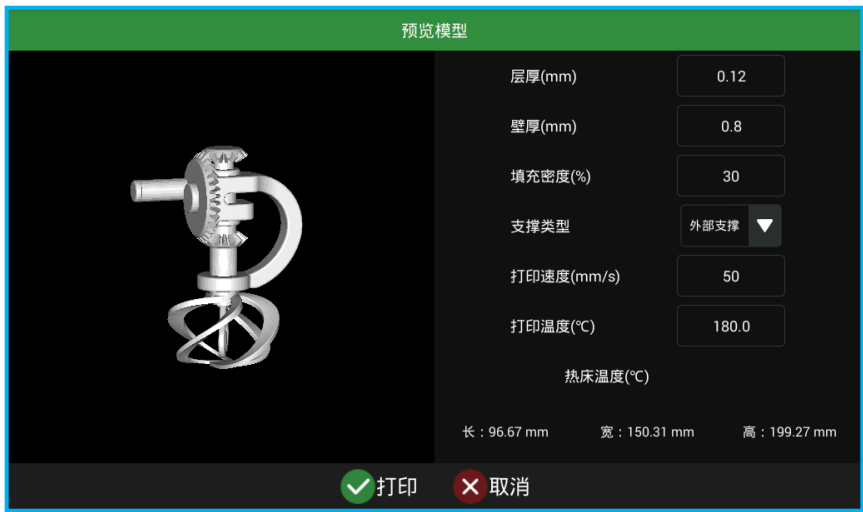 预览模型
层厚(mm) 0.12
壁厚(mm) 0.8
填充密度(%) 30
支撑类型 外部支撑
打印速度(mm/s) 50
打印温度(℃) 180.0
热床温度(℃)
长：96.67 mm 宽：150.31 mm 高：199.27 mm
打印 取消